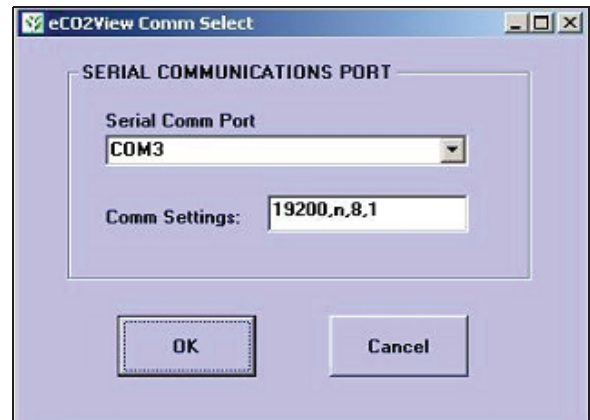 eCO2View Comm Select
SERIAL COMMUNICATIONS PORT
Serial Comm Port
COM3
Comm Settings: 19200,n,8,1
OK Cancel